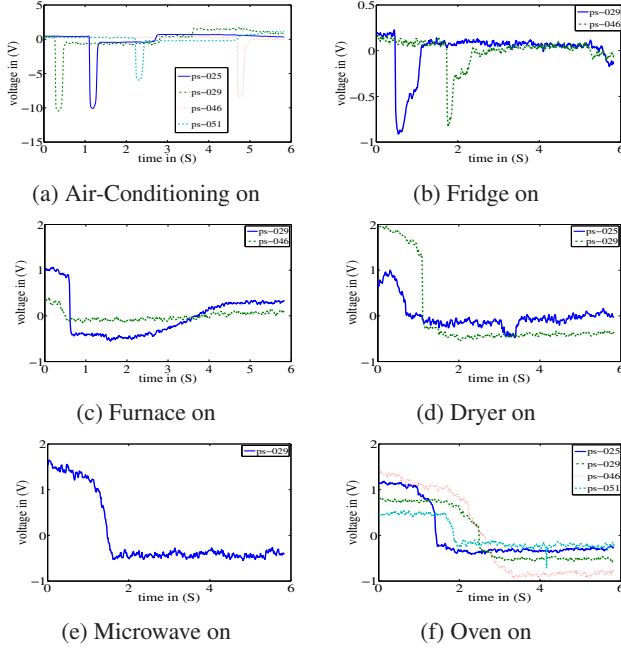 5
0
−5
−10
−15
0 1 2 3 4 5 6
voltage in (V)
time in (S)
ps−025
ps−029
ps−046
ps−051
(a) Air-Conditioning on
0.5
0
−0.5
−1
0 2 4 6
voltage in (V)
time in (S)
ps−029
ps−046
(b) Fridge on
2
1
0
−1
0 1 2 3 4 5 6
voltage in (V)
time in (S)
ps−029
ps−046
(c) Furnace on
2
1
0
−1
0 2 4 6
voltage in (V)
time in (S)
ps−025
ps−029
(d) Dryer on
2
1
0
−1
0 1 2 3 4 5 6
voltage in (V)
time in (S)
ps−029
(e) Microwave on
2
1
0
−1
0 2 4 6
voltage in (V)
time in (S)
ps−025
ps−029
ps−046
ps−051
(f) Oven on